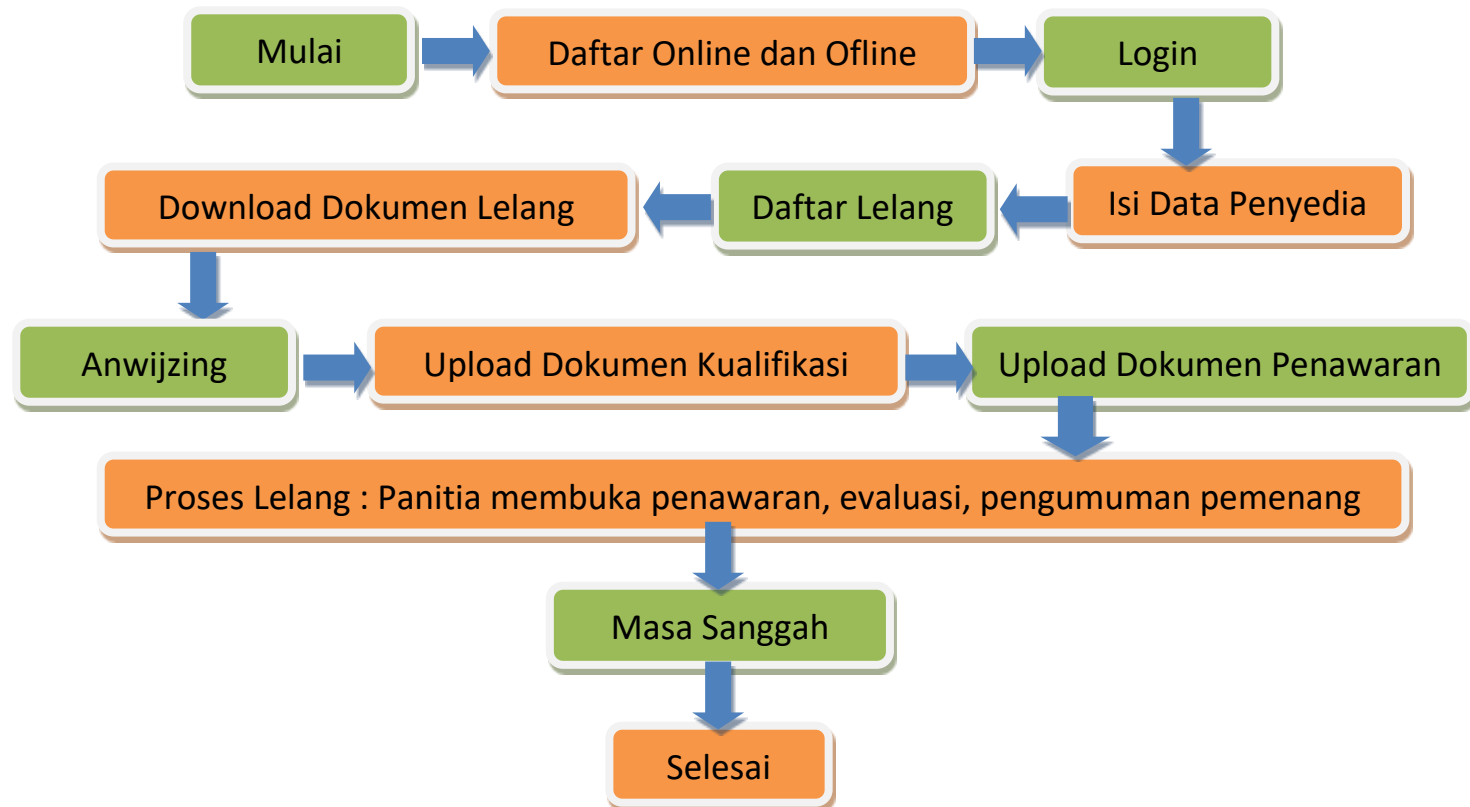 Mulai
Daftar Online dan Ofline
Login
Isi Data Penyedia
Daftar Lelang
Download Dokumen Lelang
Anwijzing
Upload Dokumen Kualifikasi
Upload Dokumen Penawaran
Proses Lelang : Panitia membuka penawaran, evaluasi, pengumuman pemenang
Masa Sanggah
Selesai